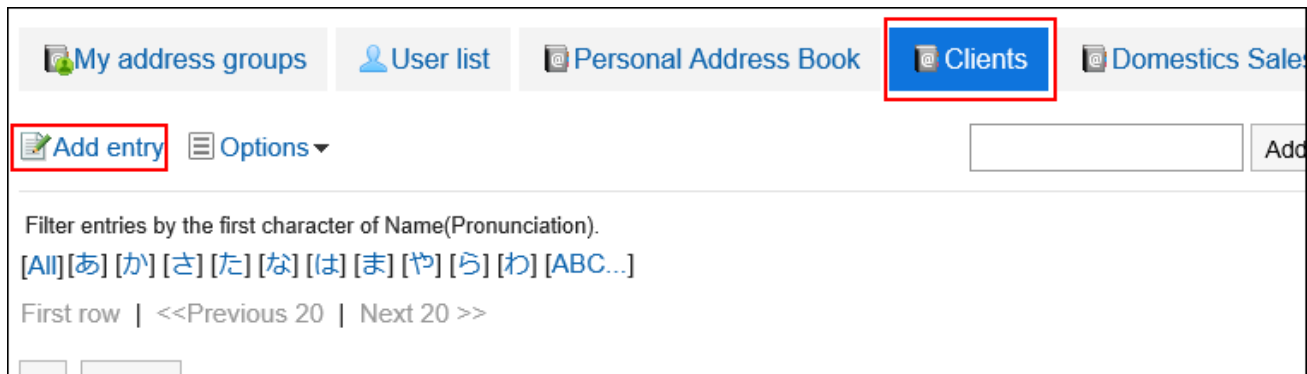 My address groups User list Personal Address Book Clients Domestics Sales
Add entry Options Add
Filter entries by the first character of Name(Pronunciation).
[All][あ] [か] [さ] [た] [な] [は] [ま] [や] [ら] [わ] [ABC...]
First row | <<Previous 20 | Next 20 >>